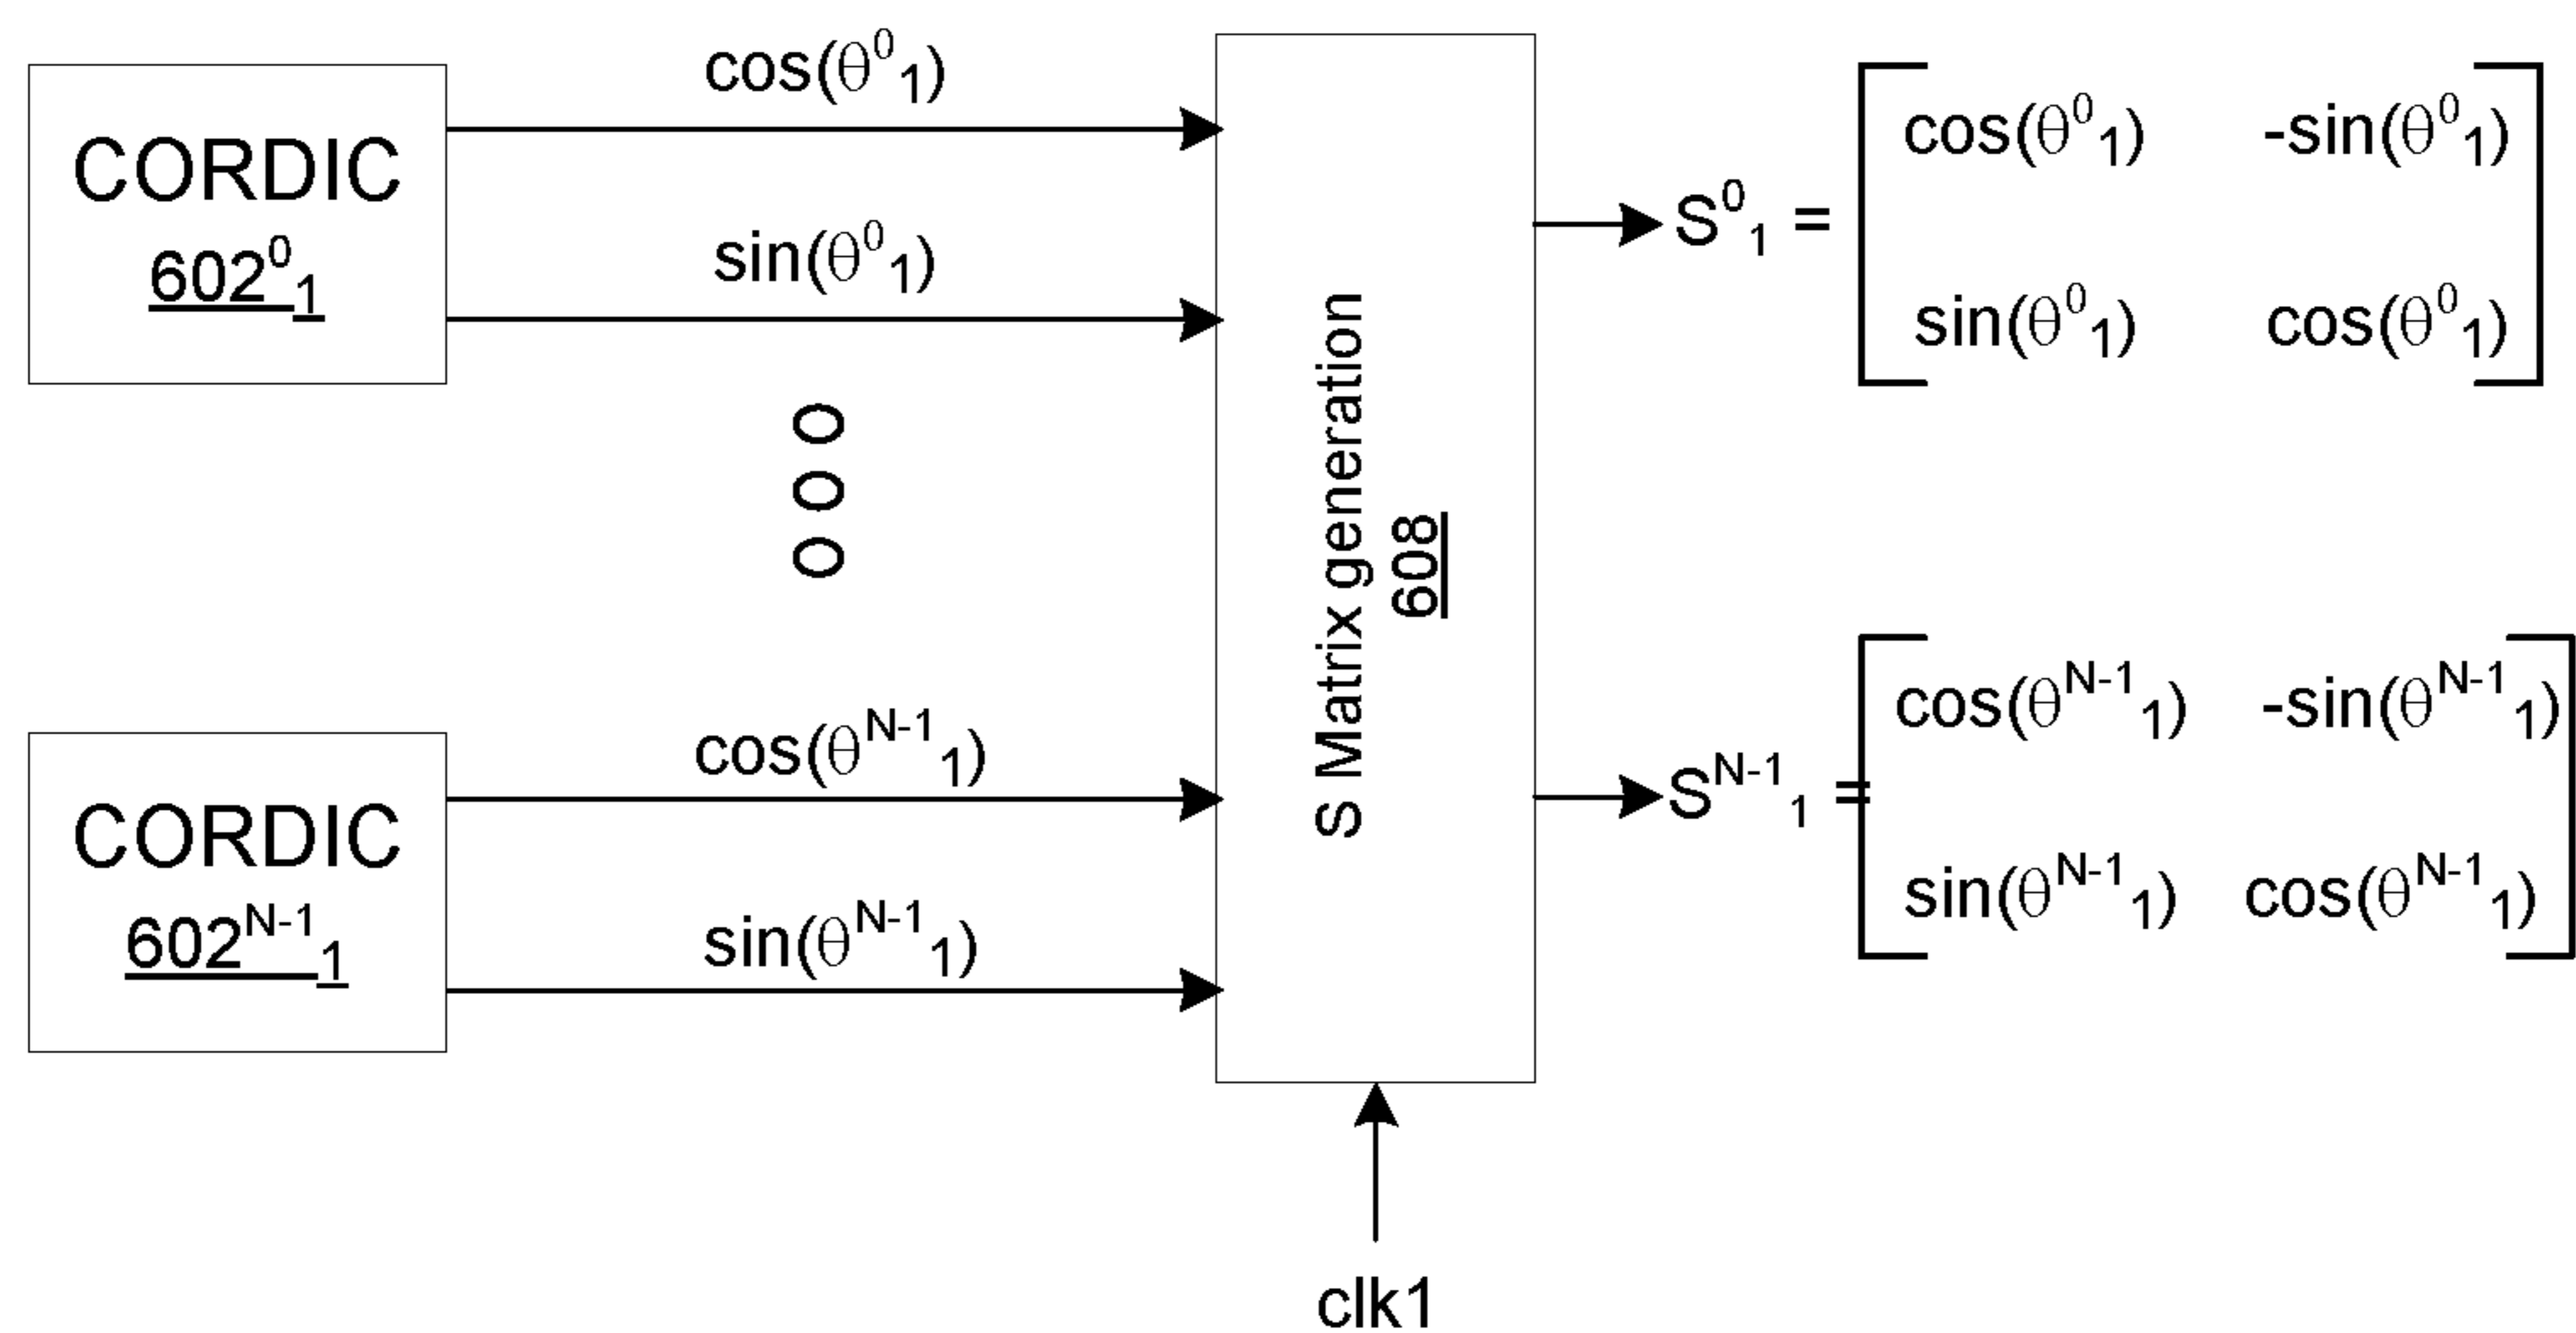 CORDIC
602⁰₁
cos(θ⁰₁)
sin(θ⁰₁)
O O O
CORDIC
602ᴺ⁻¹₁
cos(θᴺ⁻¹₁)
sin(θᴺ⁻¹₁)
S Matrix generation
608
clk1
S⁰₁ =
cos(θ⁰₁) -sin(θ⁰₁)
sin(θ⁰₁) cos(θ⁰₁)
Sᴺ⁻¹₁ =
cos(θᴺ⁻¹₁) -sin(θᴺ⁻¹₁)
sin(θᴺ⁻¹₁) cos(θᴺ⁻¹₁)